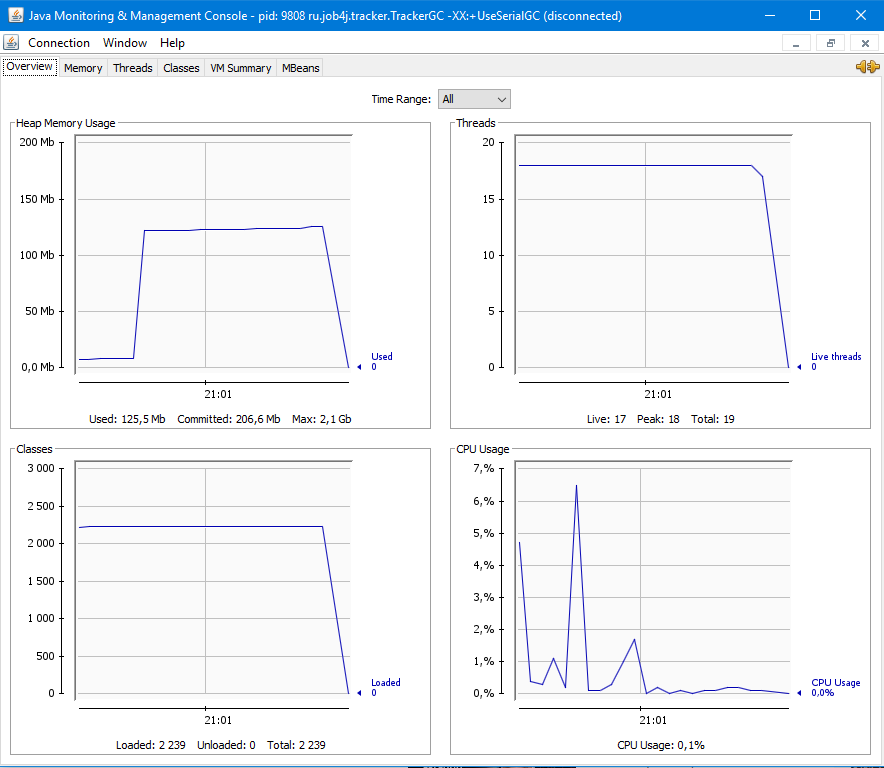 Java Monitoring & Management Console - pid: 9808 ru.job4j.tracker.TrackerGC -XX:+UseSerialGC (disconnected)
Connection Window Help
Overview Memory Threads Classes VM Summary MBeans
Time Range: All
Heap Memory Usage
200 Mb
150 Mb
100 Mb
50 Mb
0,0 Mb
Used
0
21:01
Used: 125,5 Mb Committed: 206,6 Mb Max: 2,1 Gb
Threads
20
15
10
5
0
Live threads
0
21:01
Live: 17 Peak: 18 Total: 19
Classes
3 000
2 500
2 000
1 500
1 000
500
0
Loaded
0
21:01
Loaded: 2 239 Unloaded: 0 Total: 2 239
CPU Usage
7,%
6,%
5,%
4,%
3,%
2,%
1,%
0,%
CPU Usage
0,0%
21:01
CPU Usage: 0,1%